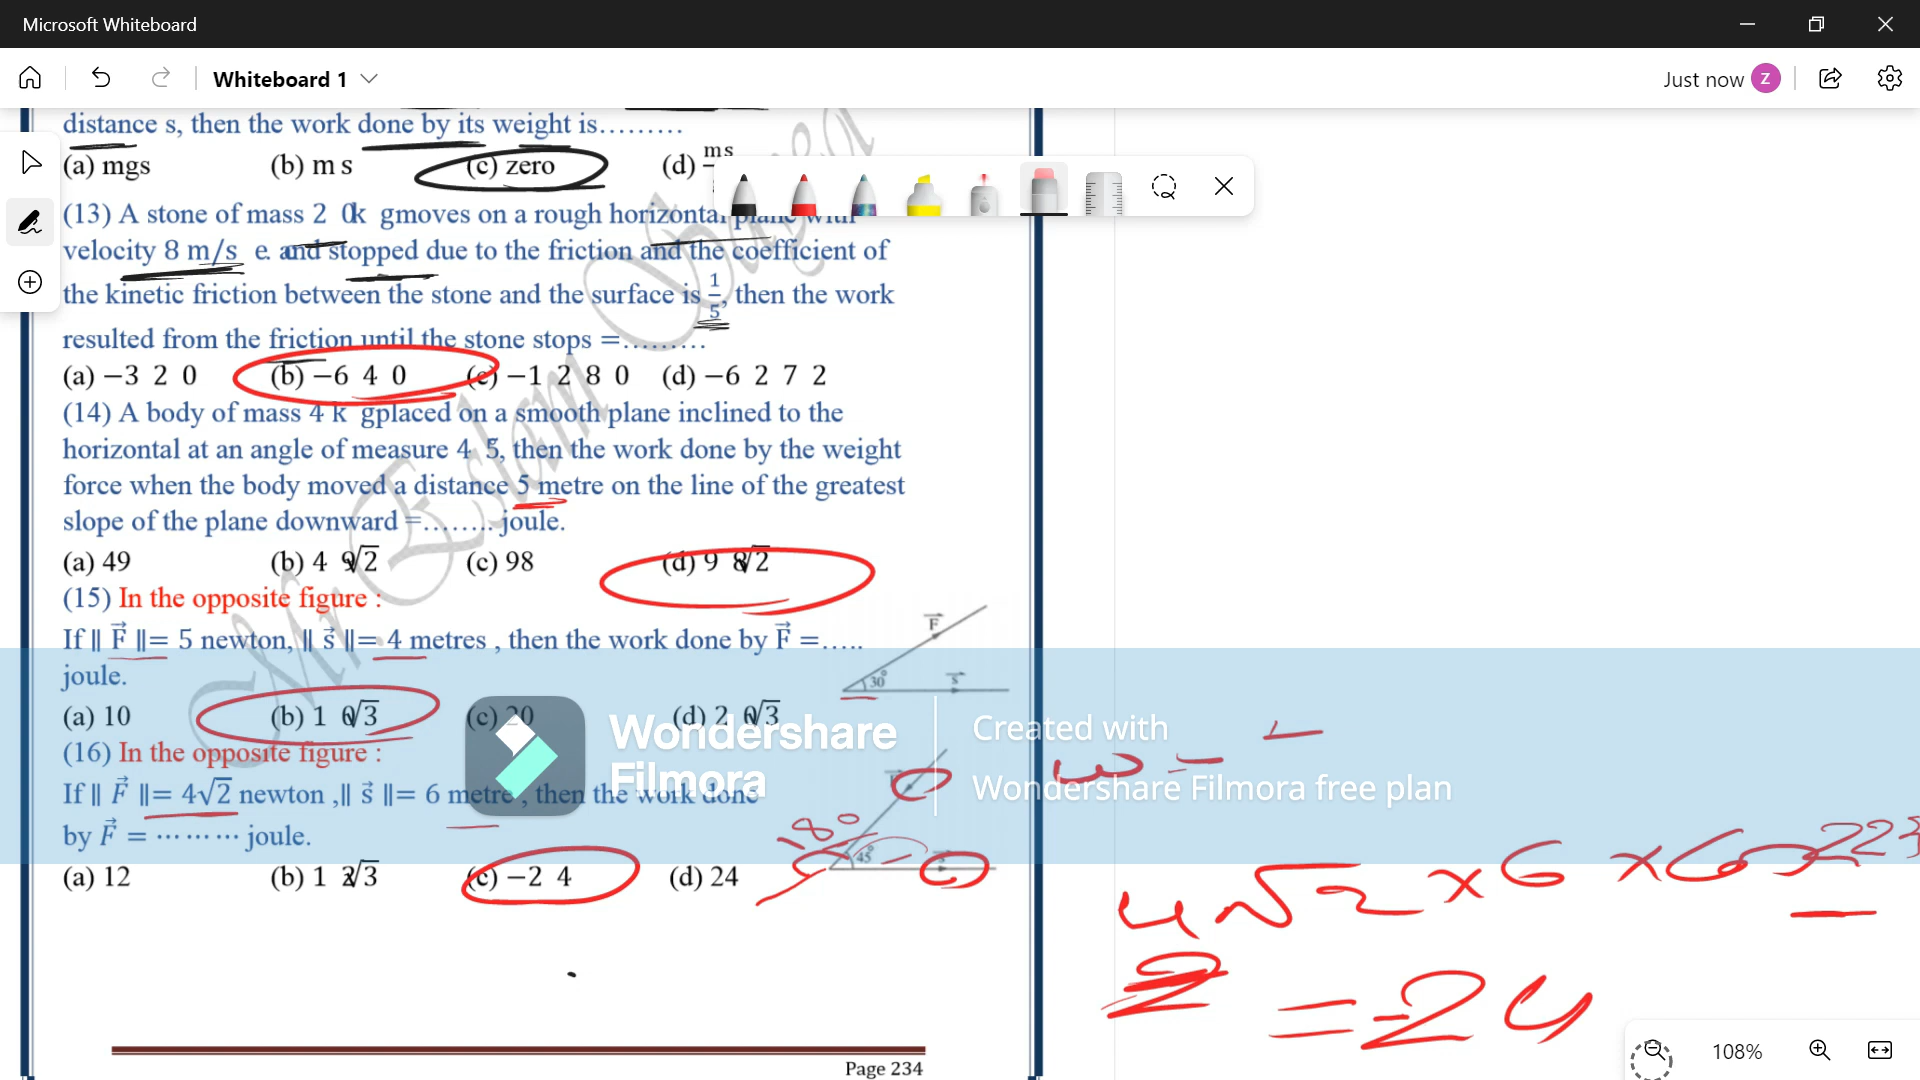 Microsoft Whiteboard
Whiteboard 1
Just now Z
distance s, then the work done by its weight is.........
(a) mgs (b) m s (c) zero (d) ms
(13) A stone of mass 2 0k gmoves on a rough horizontal plane with
velocity 8 m/s e. and stopped due to the friction and the coefficient of
the kinetic friction between the stone and the surface is 1/5, then the work
resulted from the friction until the stone stops =.........
(a) −3 2 0 (b) −6 4 0 (c) −1 2 8 0 (d) −6 2 7 2
(14) A body of mass 4 k gplaced on a smooth plane inclined to the
horizontal at an angle of measure 4 5, then the work done by the weight
force when the body moved a distance 5 metre on the line of the greatest
slope of the plane downward =........ joule.
(a) 49 (b) 4 9√2 (c) 98 (d) 9 8√2
(15) In the opposite figure :
If ‖ F⃗ ‖= 5 newton, ‖ s⃗ ‖= 4 metres , then the work done by F⃗ =.....
joule.
F⃗
30°
s⃗
(a) 10 (b) 1 0√3 (c) 20 (d) 2 0√3
(16) In the opposite figure :
If ‖ F⃗ ‖= 4√2 newton ,‖ s⃗ ‖= 6 metre , then the work done
by F⃗ = ⋯⋯⋯ joule.
180
45°
(a) 12 (b) 1 2√3 (c) −2 4 (d) 24
Wondershare
Filmora
Created with
Wondershare Filmora free plan
w =
4√2 × 6 × Cos 22
= -24
Page 234
108%
Mr. Eslam Sayed